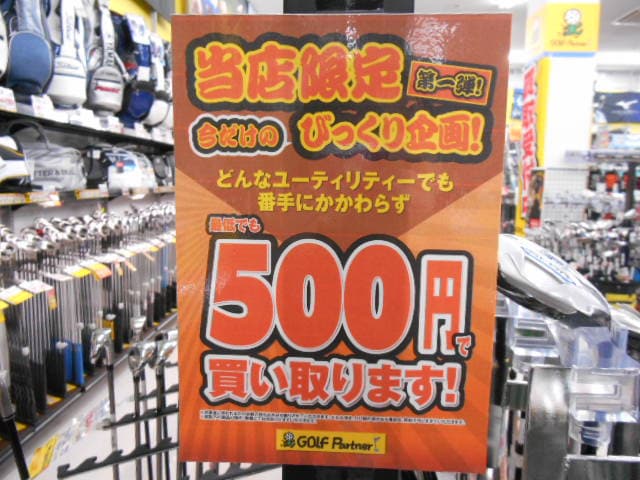 当店限定
第一弾!
今だけの びっくり企画!
どんなユーティリティーでも
番手にかかわらず
最低でも
500円で
買い取ります!
GOLF Partner
GOLF Partner